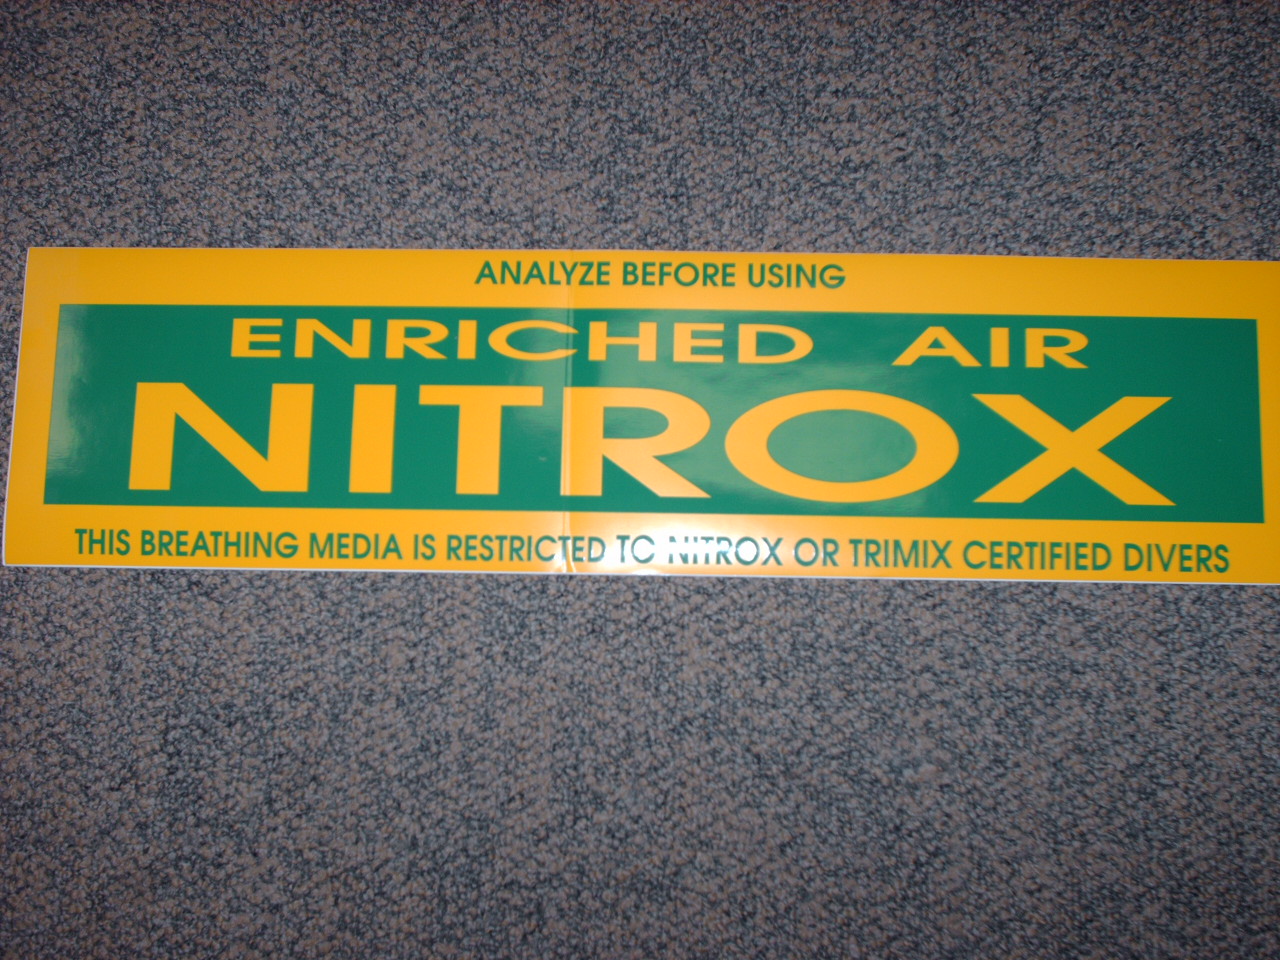 ANALYZE BEFORE USING
ENRICHED AIR
NITROX
THIS BREATHING MEDIA IS RESTRICTED TO NITROX OR TRIMIX CERTIFIED DIVERS